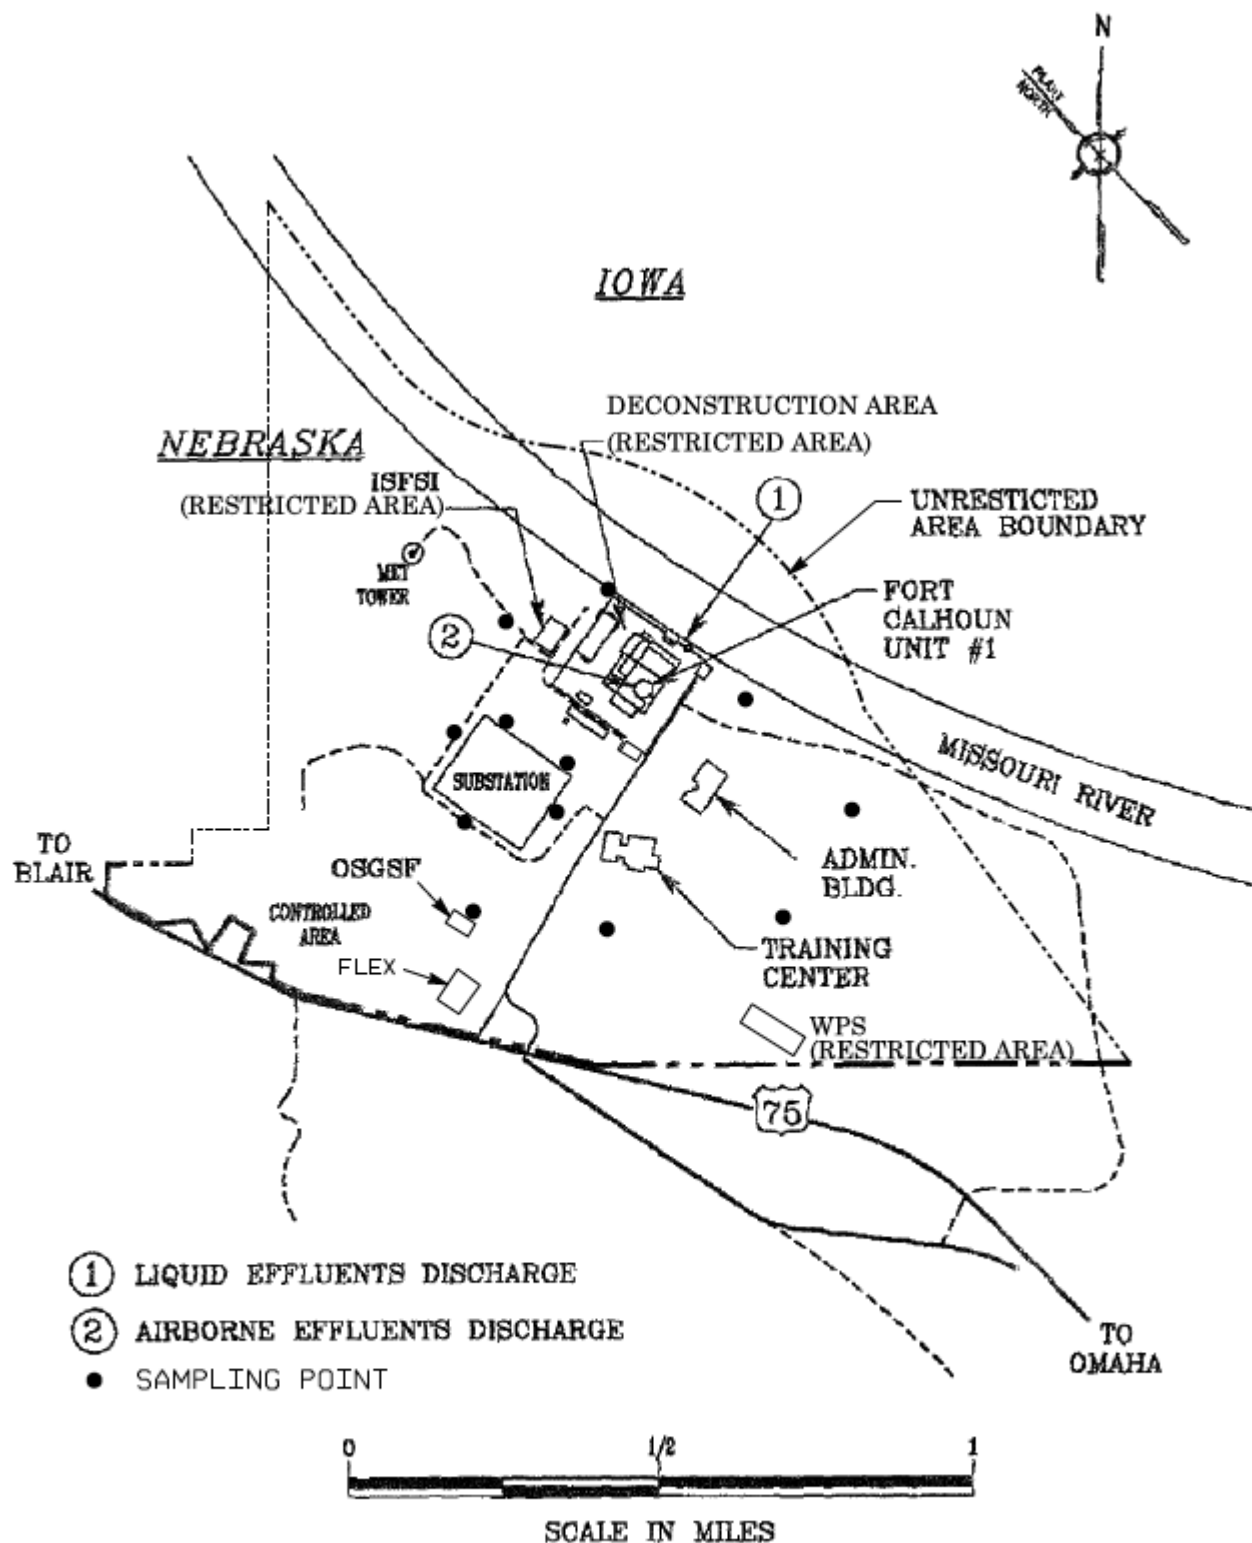 N
PLANT
NORTH
IOWA
DECONSTRUCTION AREA
(RESTRICTED AREA)
NEBRASKA
ISFSI
(RESTRICTED AREA)
1
UNRESTICTED
AREA BOUNDARY
MET
TOWER
2
FORT
CALHOUN
UNIT #1
MISSOURI RIVER
SUBSTATION
TO
BLAIR
OSGSF
ADMIN.
BLDG.
CONTROLLED
AREA
TRAINING
CENTER
FLEX
WPS
(RESTRICTED AREA)
75
1 LIQUID EFFLUENTS DISCHARGE
2 AIRBORNE EFFLUENTS DISCHARGE
SAMPLING POINT
TO
OMAHA
0 1/2 1
SCALE IN MILES